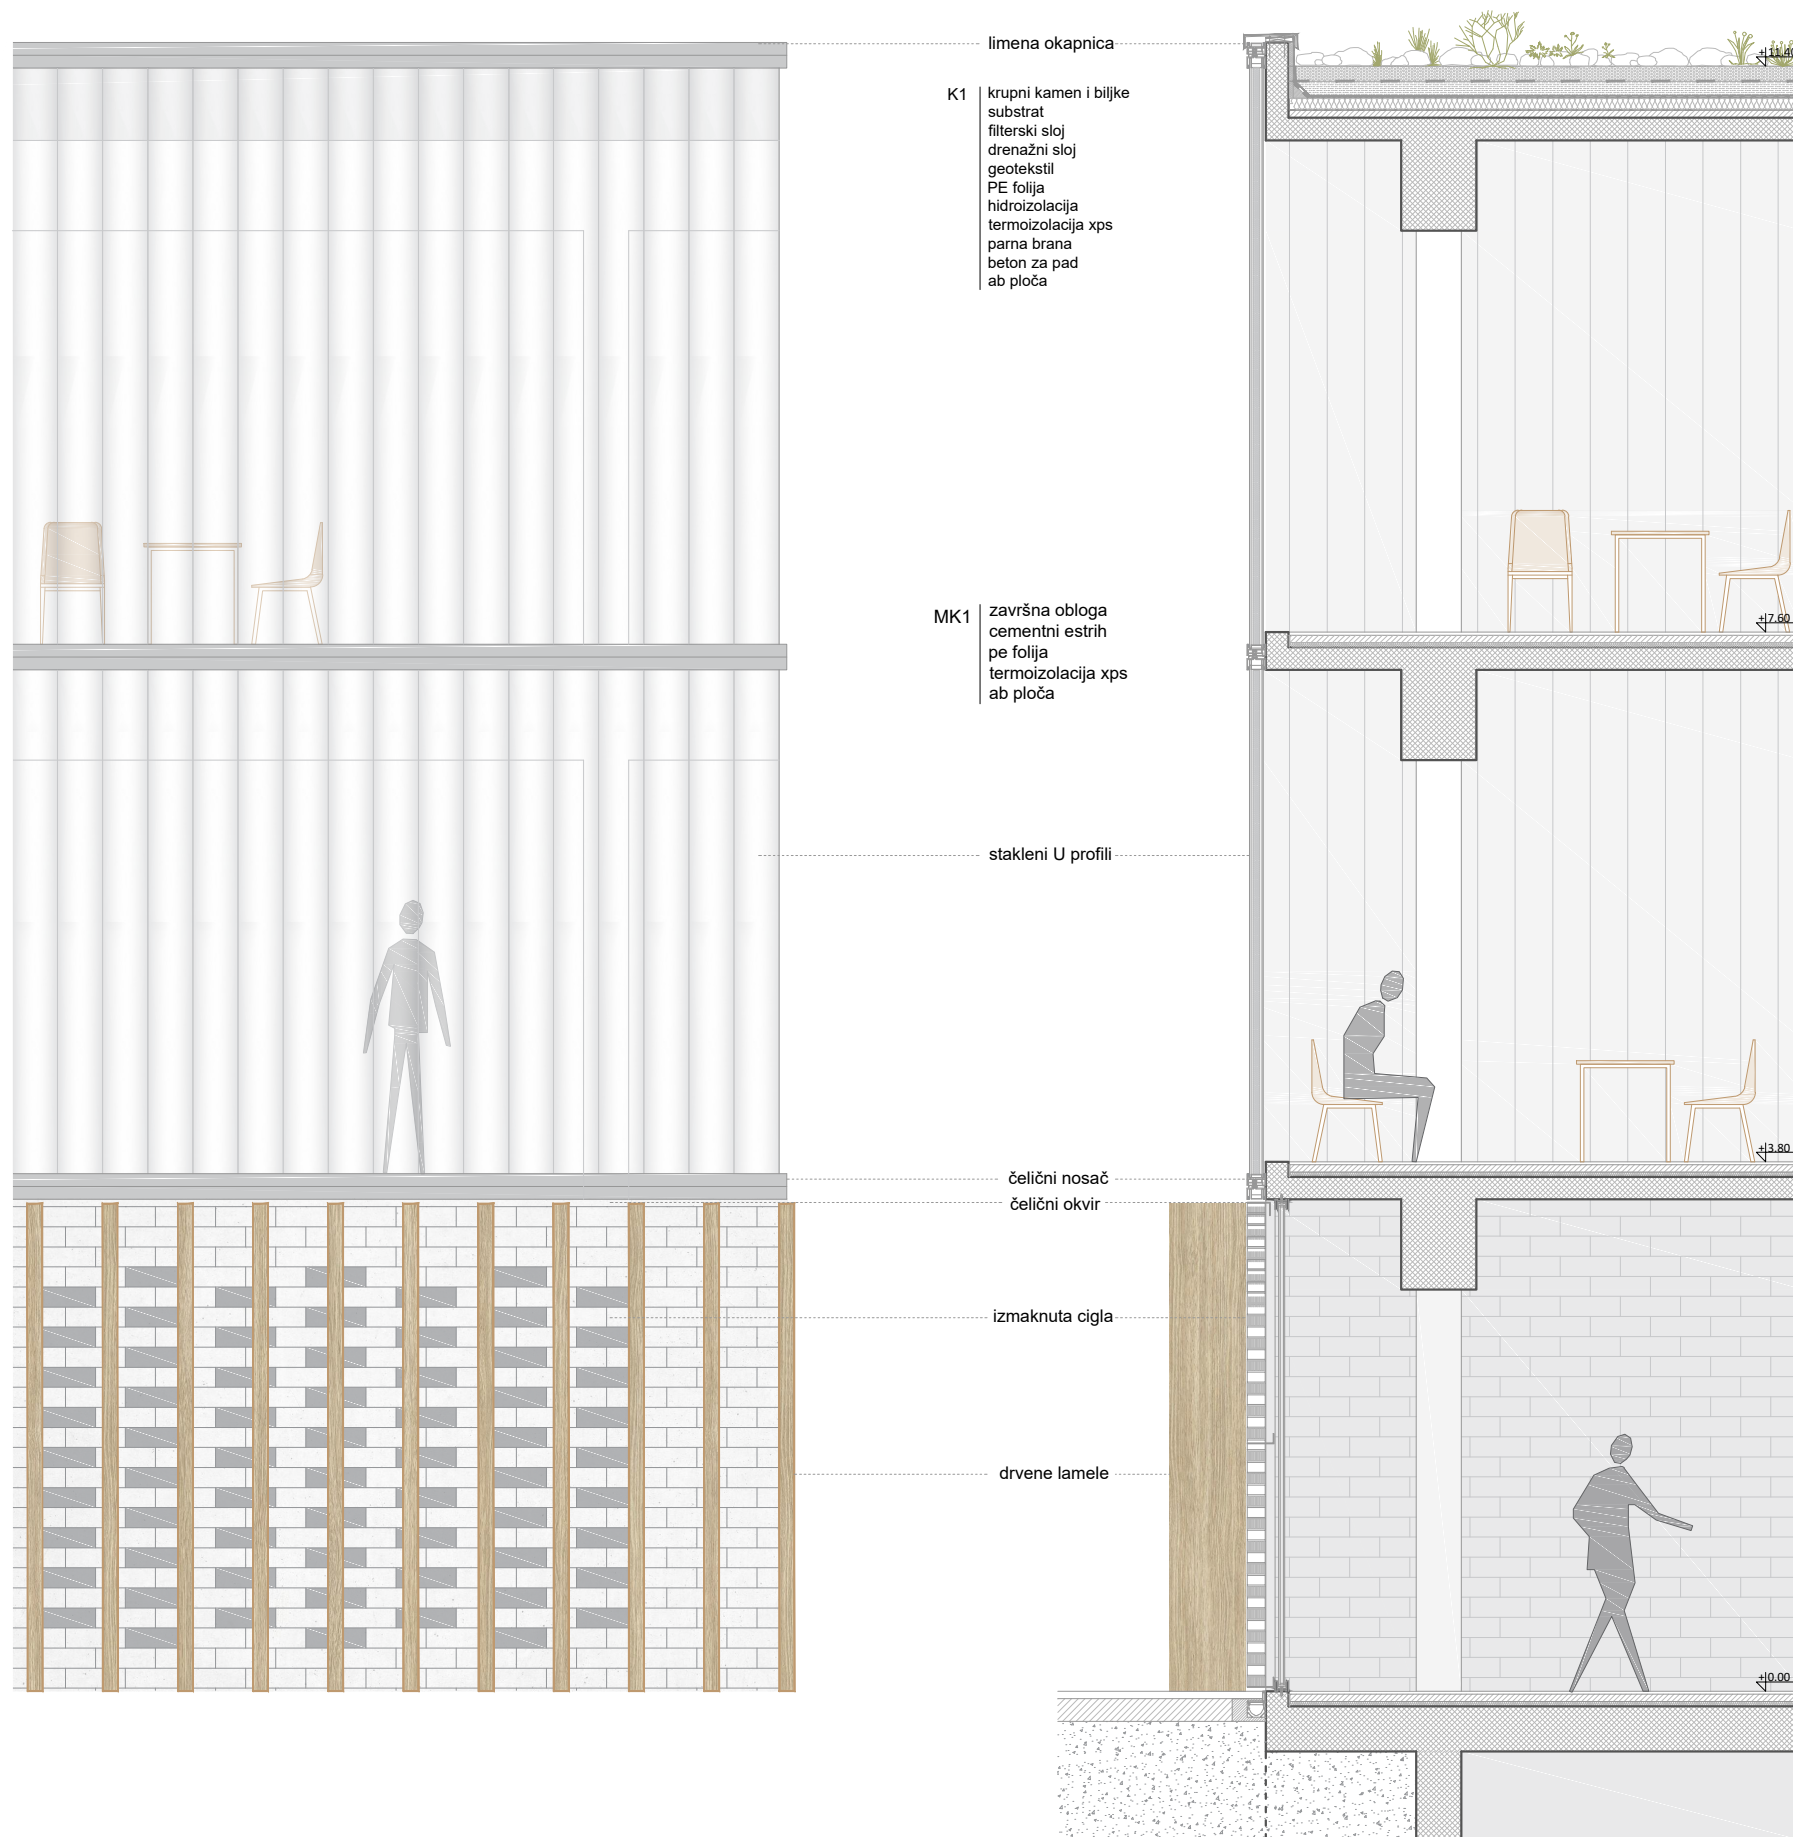 limena okapnica
+11.40
K1
krupni kamen i biljke
substrat
filterski sloj
drenažni sloj
geotekstil
PE folija
hidroizolacija
termoizolacija xps
parna brana
beton za pad
ab ploča
MK1
završna obloga
cementni estrih
pe folija
termoizolacija xps
ab ploča
+7.60
stakleni U profili
+3.80
čelični nosač
čelični okvir
izmaknuta cigla
drvene lamele
+0.00